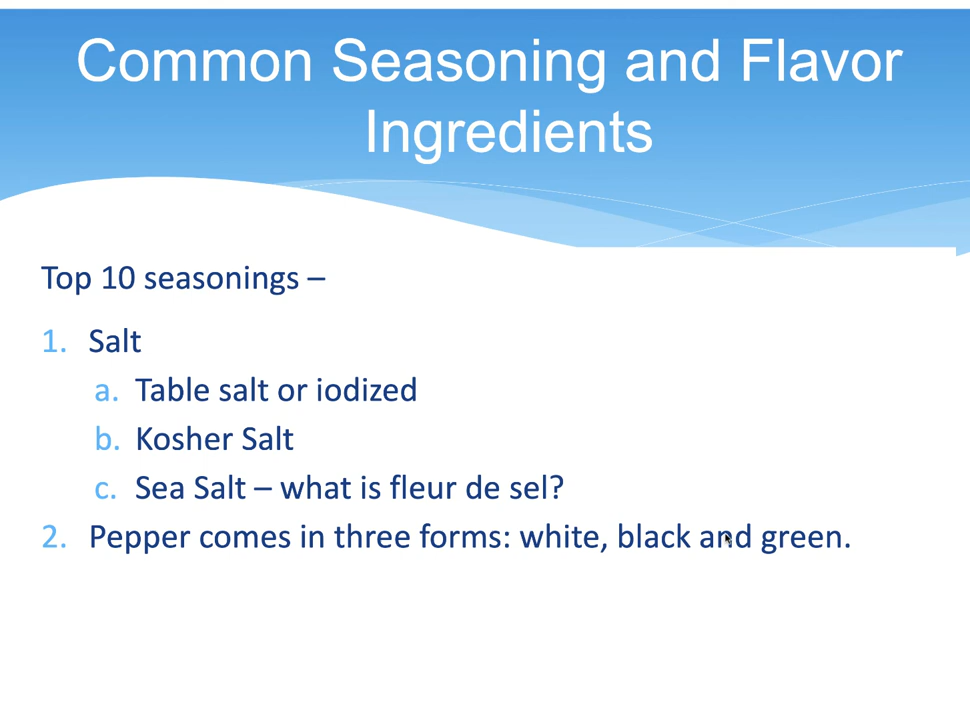 Common Seasoning and Flavor
Ingredients
Top 10 seasonings –
1. Salt
a. Table salt or iodized
b. Kosher Salt
c. Sea Salt – what is fleur de sel?
2. Pepper comes in three forms: white, black and green.